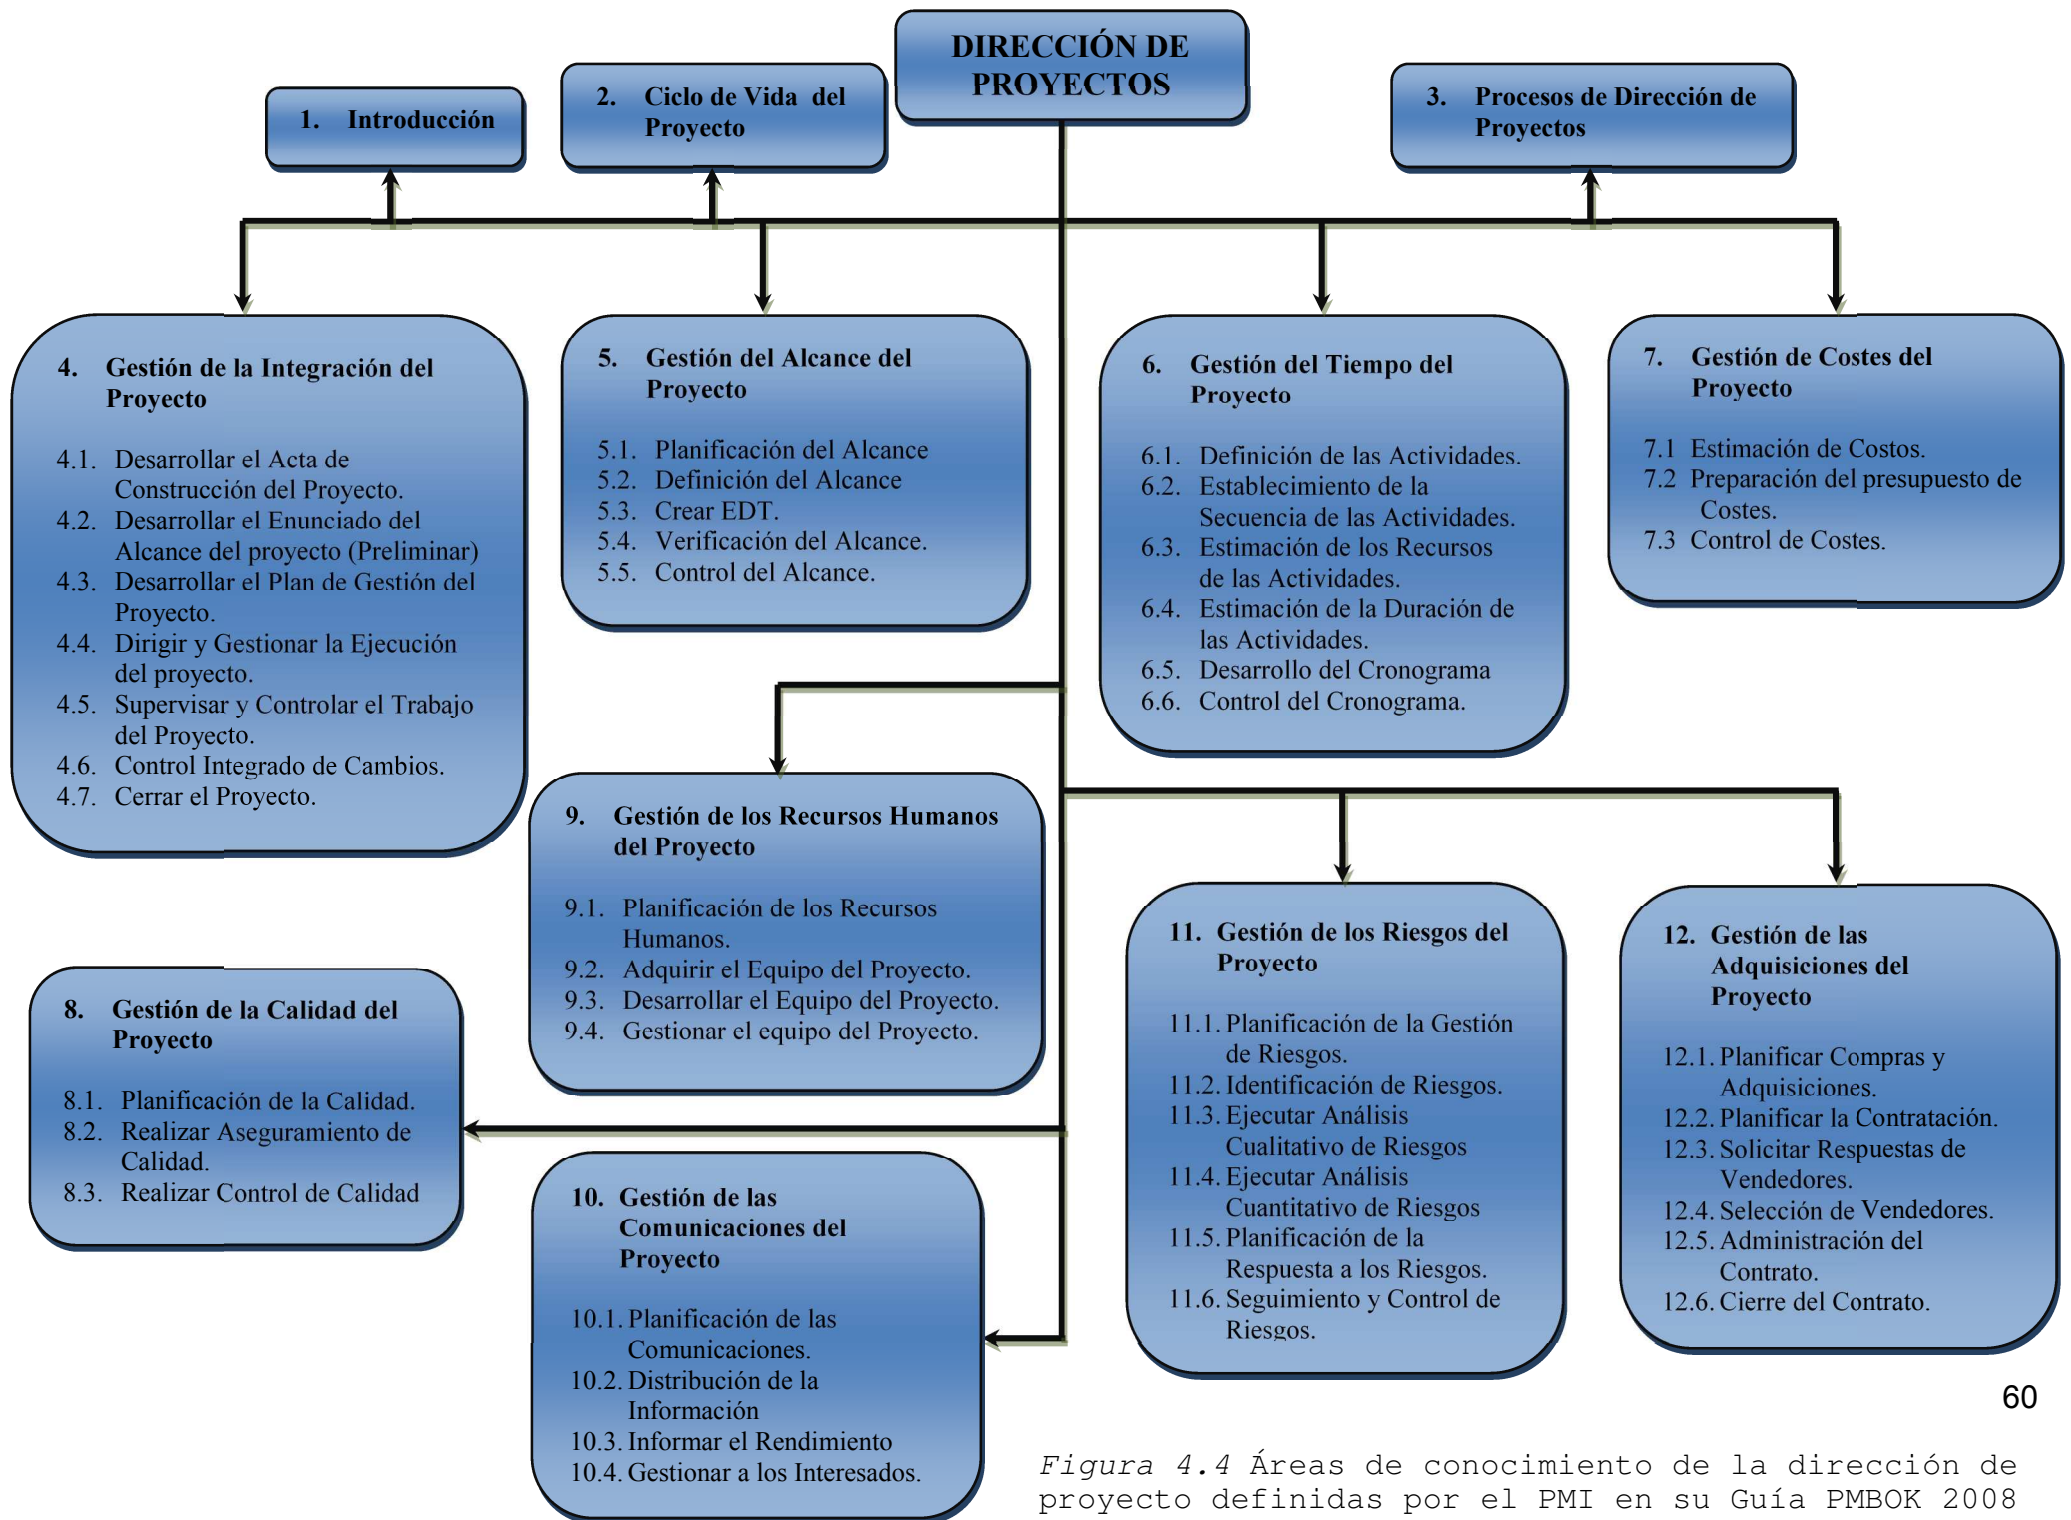 DIRECCIÓN DE
PROYECTOS
1. Introducción
2. Ciclo de Vida del
Proyecto
3. Procesos de Dirección de
Proyectos
4. Gestión de la Integración del
Proyecto
4.1. Desarrollar el Acta de
Construcción del Proyecto.
4.2. Desarrollar el Enunciado del
Alcance del proyecto (Preliminar)
4.3. Desarrollar el Plan de Gestión del
Proyecto.
4.4. Dirigir y Gestionar la Ejecución
del proyecto.
4.5. Supervisar y Controlar el Trabajo
del Proyecto.
4.6. Control Integrado de Cambios.
4.7. Cerrar el Proyecto.
5. Gestión del Alcance del
Proyecto
5.1. Planificación del Alcance
5.2. Definición del Alcance
5.3. Crear EDT.
5.4. Verificación del Alcance.
5.5. Control del Alcance.
6. Gestión del Tiempo del
Proyecto
6.1. Definición de las Actividades.
6.2. Establecimiento de la
Secuencia de las Actividades.
6.3. Estimación de los Recursos
de las Actividades.
6.4. Estimación de la Duración de
las Actividades.
6.5. Desarrollo del Cronograma
6.6. Control del Cronograma.
7. Gestión de Costes del
Proyecto
7.1 Estimación de Costos.
7.2 Preparación del presupuesto de
Costes.
7.3 Control de Costes.
8. Gestión de la Calidad del
Proyecto
8.1. Planificación de la Calidad.
8.2. Realizar Aseguramiento de
Calidad.
8.3. Realizar Control de Calidad
9. Gestión de los Recursos Humanos
del Proyecto
9.1. Planificación de los Recursos
Humanos.
9.2. Adquirir el Equipo del Proyecto.
9.3. Desarrollar el Equipo del Proyecto.
9.4. Gestionar el equipo del Proyecto.
10. Gestión de las
Comunicaciones del
Proyecto
10.1. Planificación de las
Comunicaciones.
10.2. Distribución de la
Información
10.3. Informar el Rendimiento
10.4. Gestionar a los Interesados.
11. Gestión de los Riesgos del
Proyecto
11.1. Planificación de la Gestión
de Riesgos.
11.2. Identificación de Riesgos.
11.3. Ejecutar Análisis
Cualitativo de Riesgos
11.4. Ejecutar Análisis
Cuantitativo de Riesgos
11.5. Planificación de la
Respuesta a los Riesgos.
11.6. Seguimiento y Control de
Riesgos.
12. Gestión de las
Adquisiciones del
Proyecto
12.1. Planificar Compras y
Adquisiciones.
12.2. Planificar la Contratación.
12.3. Solicitar Respuestas de
Vendedores.
12.4. Selección de Vendedores.
12.5. Administración del
Contrato.
12.6. Cierre del Contrato.
60
Figura 4.4 Áreas de conocimiento de la dirección de
proyecto definidas por el PMI en su Guía PMBOK 2008